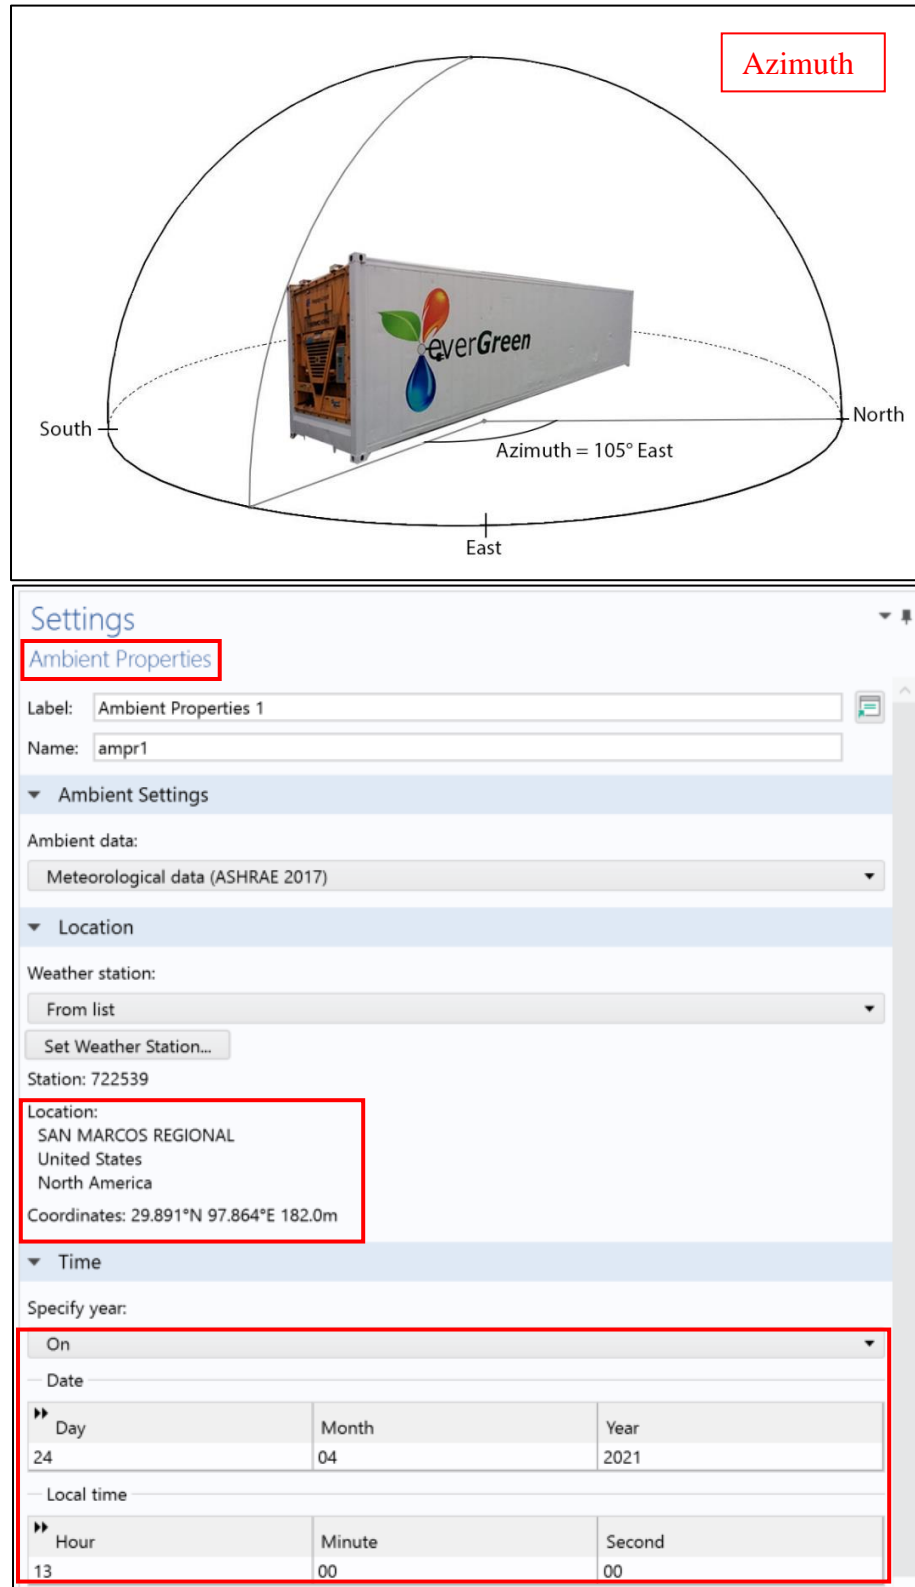 Azimuth
everGreen
South
North
Azimuth = 105° East
East
Settings
Ambient Properties
Label: Ambient Properties 1
Name: ampr1
Ambient Settings
Ambient data:
Meteorological data (ASHRAE 2017)
Location
Weather station:
From list
Set Weather Station...
Station: 722539
Location:
SAN MARCOS REGIONAL
United States
North America
Coordinates: 29.891°N 97.864°E 182.0m
Time
Specify year:
On
Date
Day Month Year
24 04 2021
Local time
Hour Minute Second
13 00 00